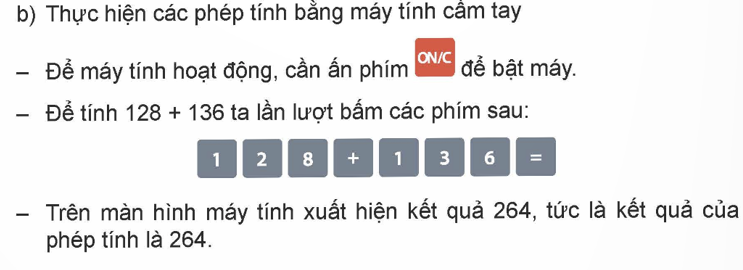 b) Thực hiện các phép tính bằng máy tính cầm tay
– Để máy tính hoạt động, cần ấn phím ON/C để bật máy.
– Để tính 128 + 136 ta lần lượt bấm các phím sau:
1 2 8 + 1 3 6 =
– Trên màn hình máy tính xuất hiện kết quả 264, tức là kết quả của
phép tính là 264.